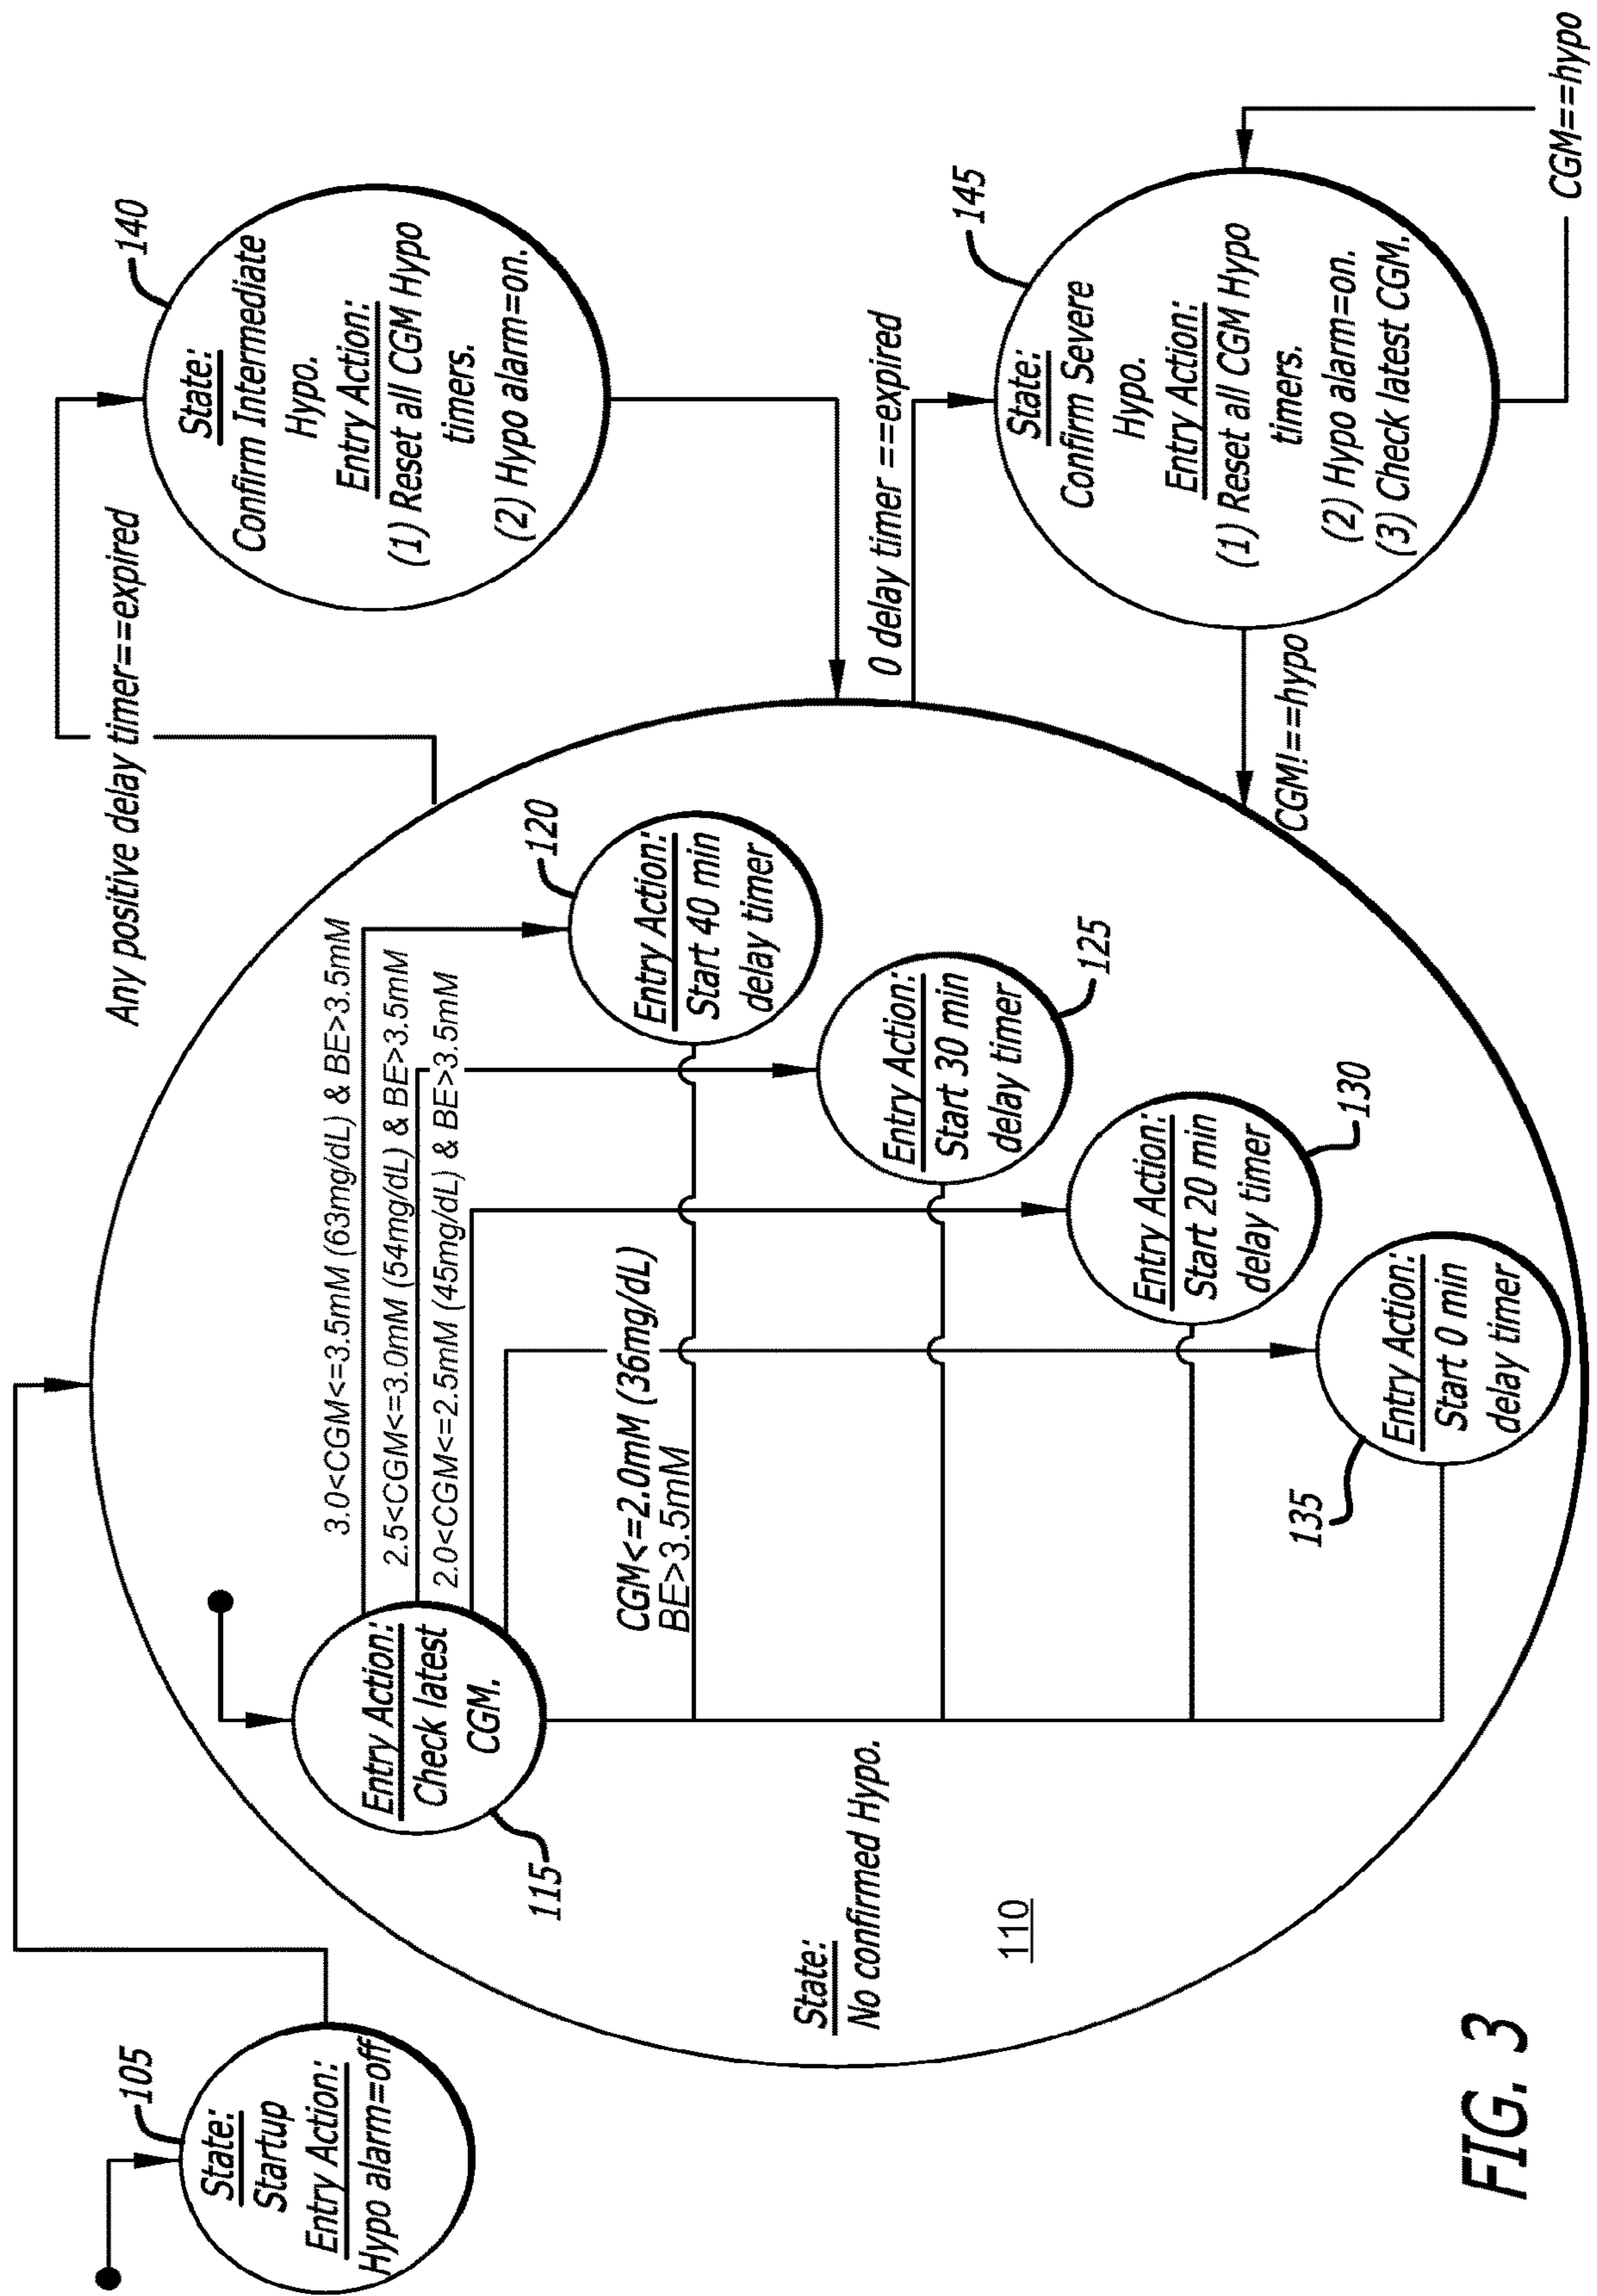 105
State:
Startup
Entry Action:
Hypo alarm=off
Any positive delay timer==expired
140
State:
Confirm Intermediate
Hypo.
Entry Action:
(1) Reset all CGM Hypo
timers.
(2) Hypo alarm=on.
3.0<CGM<=3.5mM (63mg/dL) & BE>3.5mM
2.5<CGM<=3.0mM (54mg/dL) & BE>3.5mM
2.0<CGM<=2.5mM (45mg/dL) & BE>3.5mM
Entry Action:
Check latest
CGM.
115
CGM<=2.0mM (36mg/dL)
BE>3.5mM
120
Entry Action:
Start 40 min
delay timer
125
Entry Action:
Start 30 min
delay timer
130
Entry Action:
Start 20 min
delay timer
135
Entry Action:
Start 0 min
delay timer
State:
No confirmed Hypo.
110
0 delay timer ==expired
145
State:
Confirm Severe
Hypo.
Entry Action:
(1) Reset all CGM Hypo
timers.
(2) Hypo alarm=on.
(3) Check latest CGM.
CGM!==hypo
CGM==hypo
FIG. 3